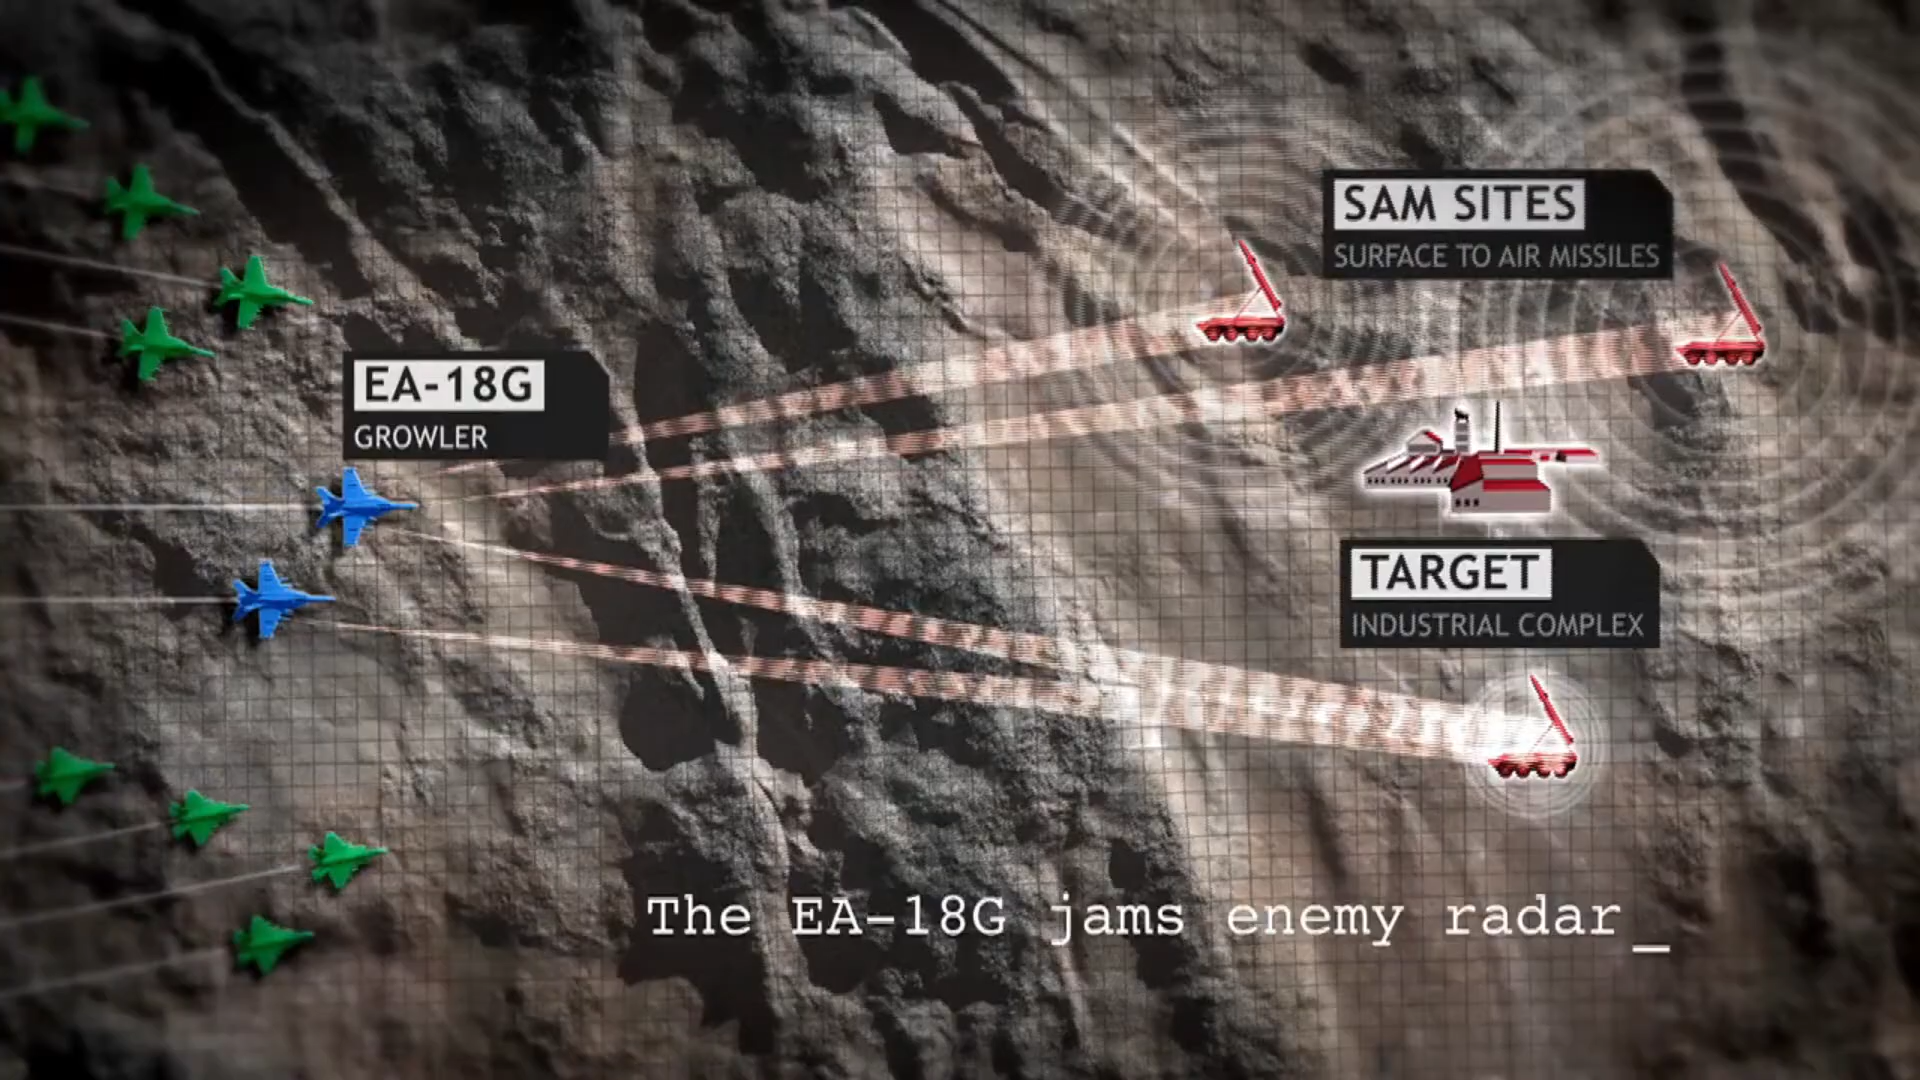 SAM SITES
SURFACE TO AIR MISSILES
EA-18G
GROWLER
TARGET
INDUSTRIAL COMPLEX
The EA-18G jams enemy radar_